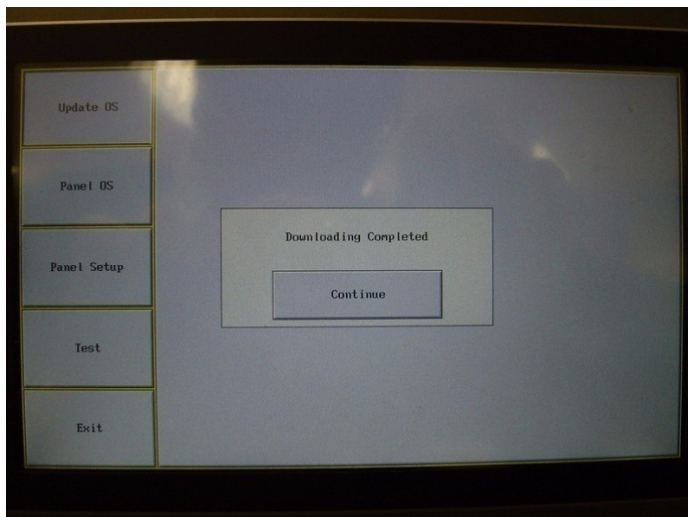 Update OS
Panel OS
Panel Setup
Test
Exit
Downloading Completed
Continue